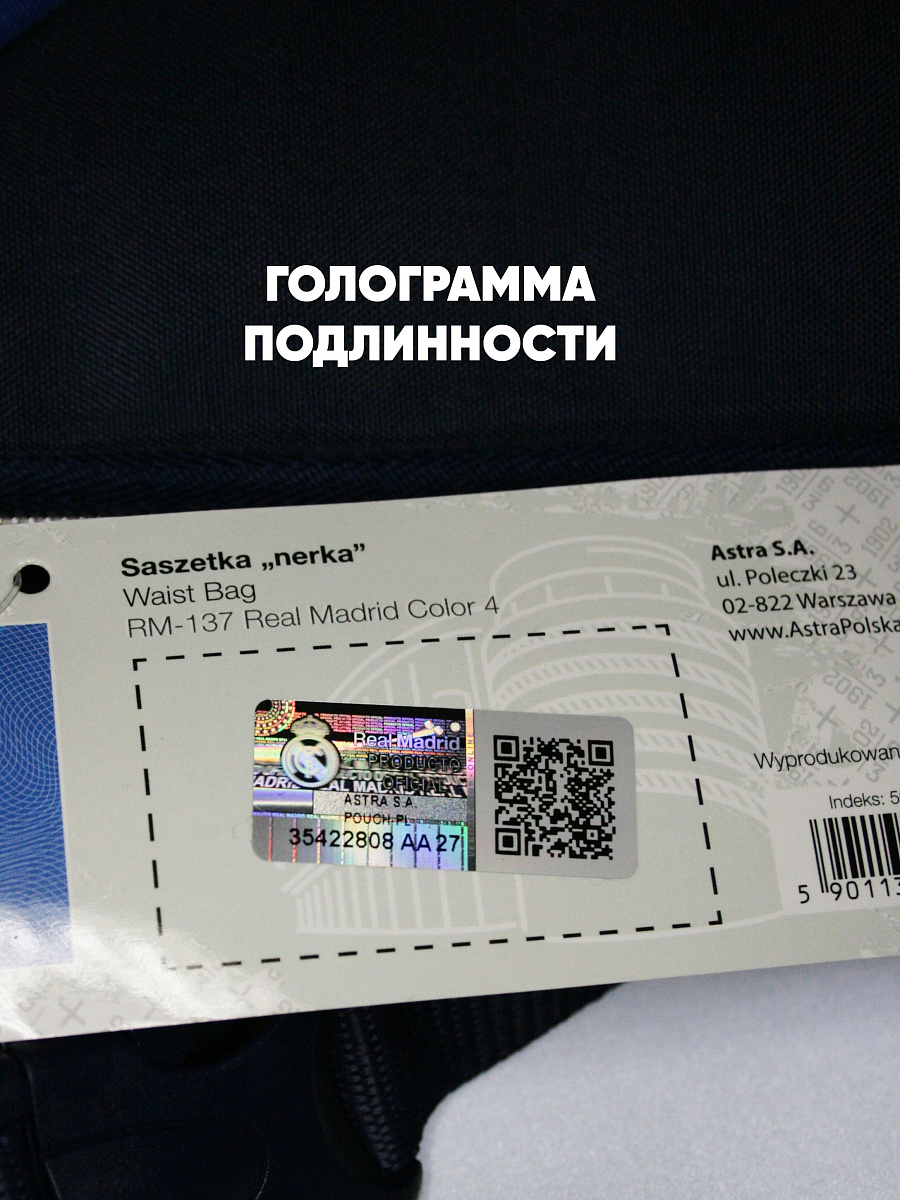 ГОЛОГРАММА
ПОДЛИННОСТИ
Saszetka „nerka”
Waist Bag
RM-137 Real Madrid Color 4
Astra S.A.
ul. Poleczki 23
02-822 Warszawa
www.AstraPolska
Real Madrid
PRODUCTO
OFICIAL
ASTRA S.A.
POUCH-PL
35422808 AA 27
Wyprodukowan
Indeks: 5
5 90113